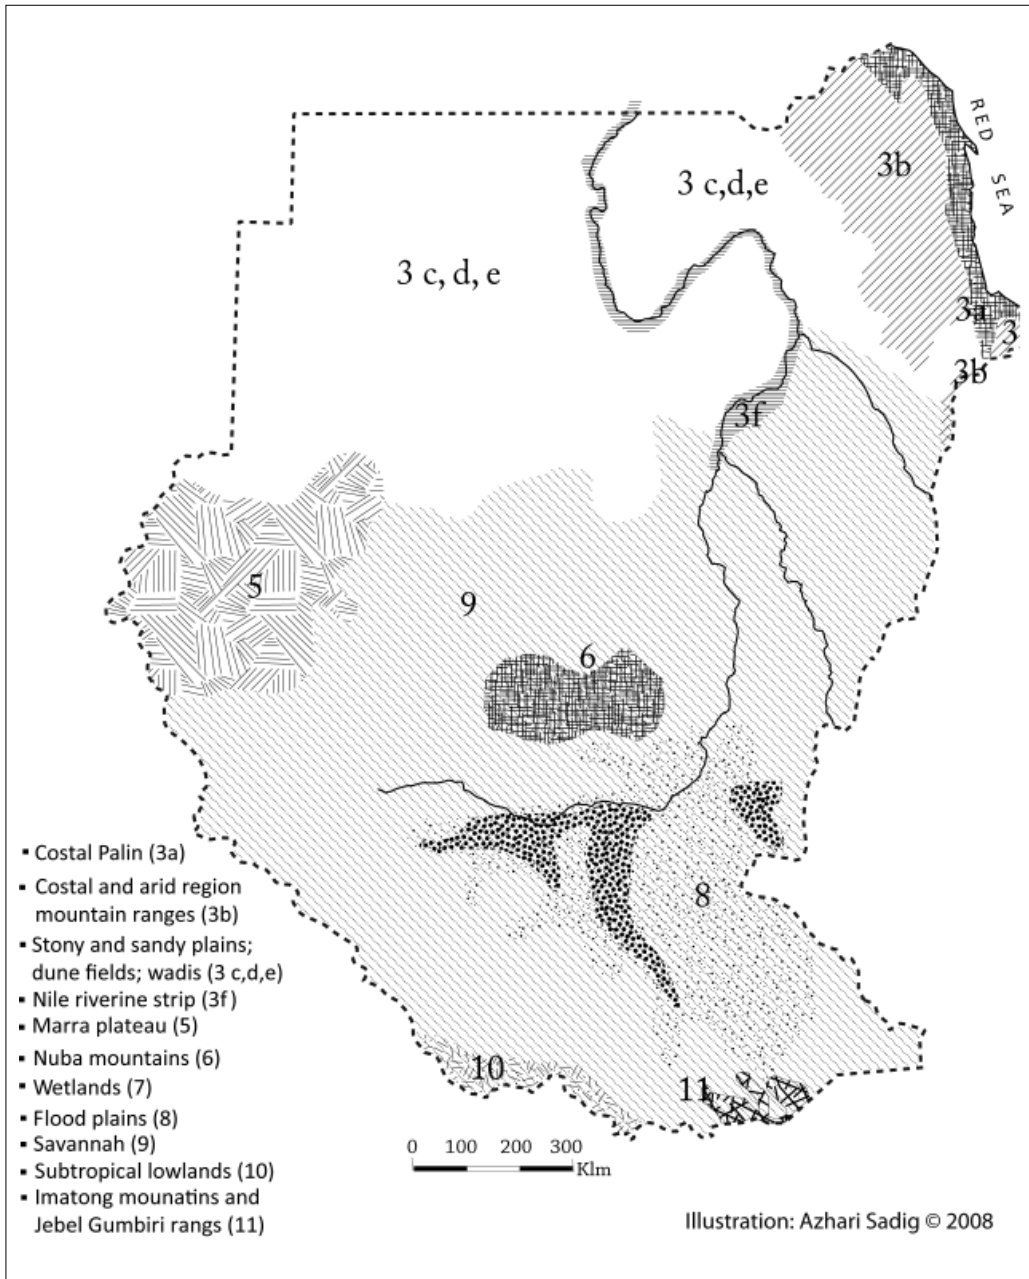 RED SEA
3b
3 c,d,e
3 c, d, e
3a
3
3b
3f
5
9
6
8
10
11
▪ Costal Palin (3a)
▪ Costal and arid region
mountain ranges (3b)
▪ Stony and sandy plains;
dune fields; wadis (3 c,d,e)
▪ Nile riverine strip (3f)
▪ Marra plateau (5)
▪ Nuba mountains (6)
▪ Wetlands (7)
▪ Flood plains (8)
▪ Savannah (9)
▪ Subtropical lowlands (10)
▪ Imatong mounatins and
Jebel Gumbiri rangs (11)
0 100 200 300
Klm
Illustration: Azhari Sadig © 2008